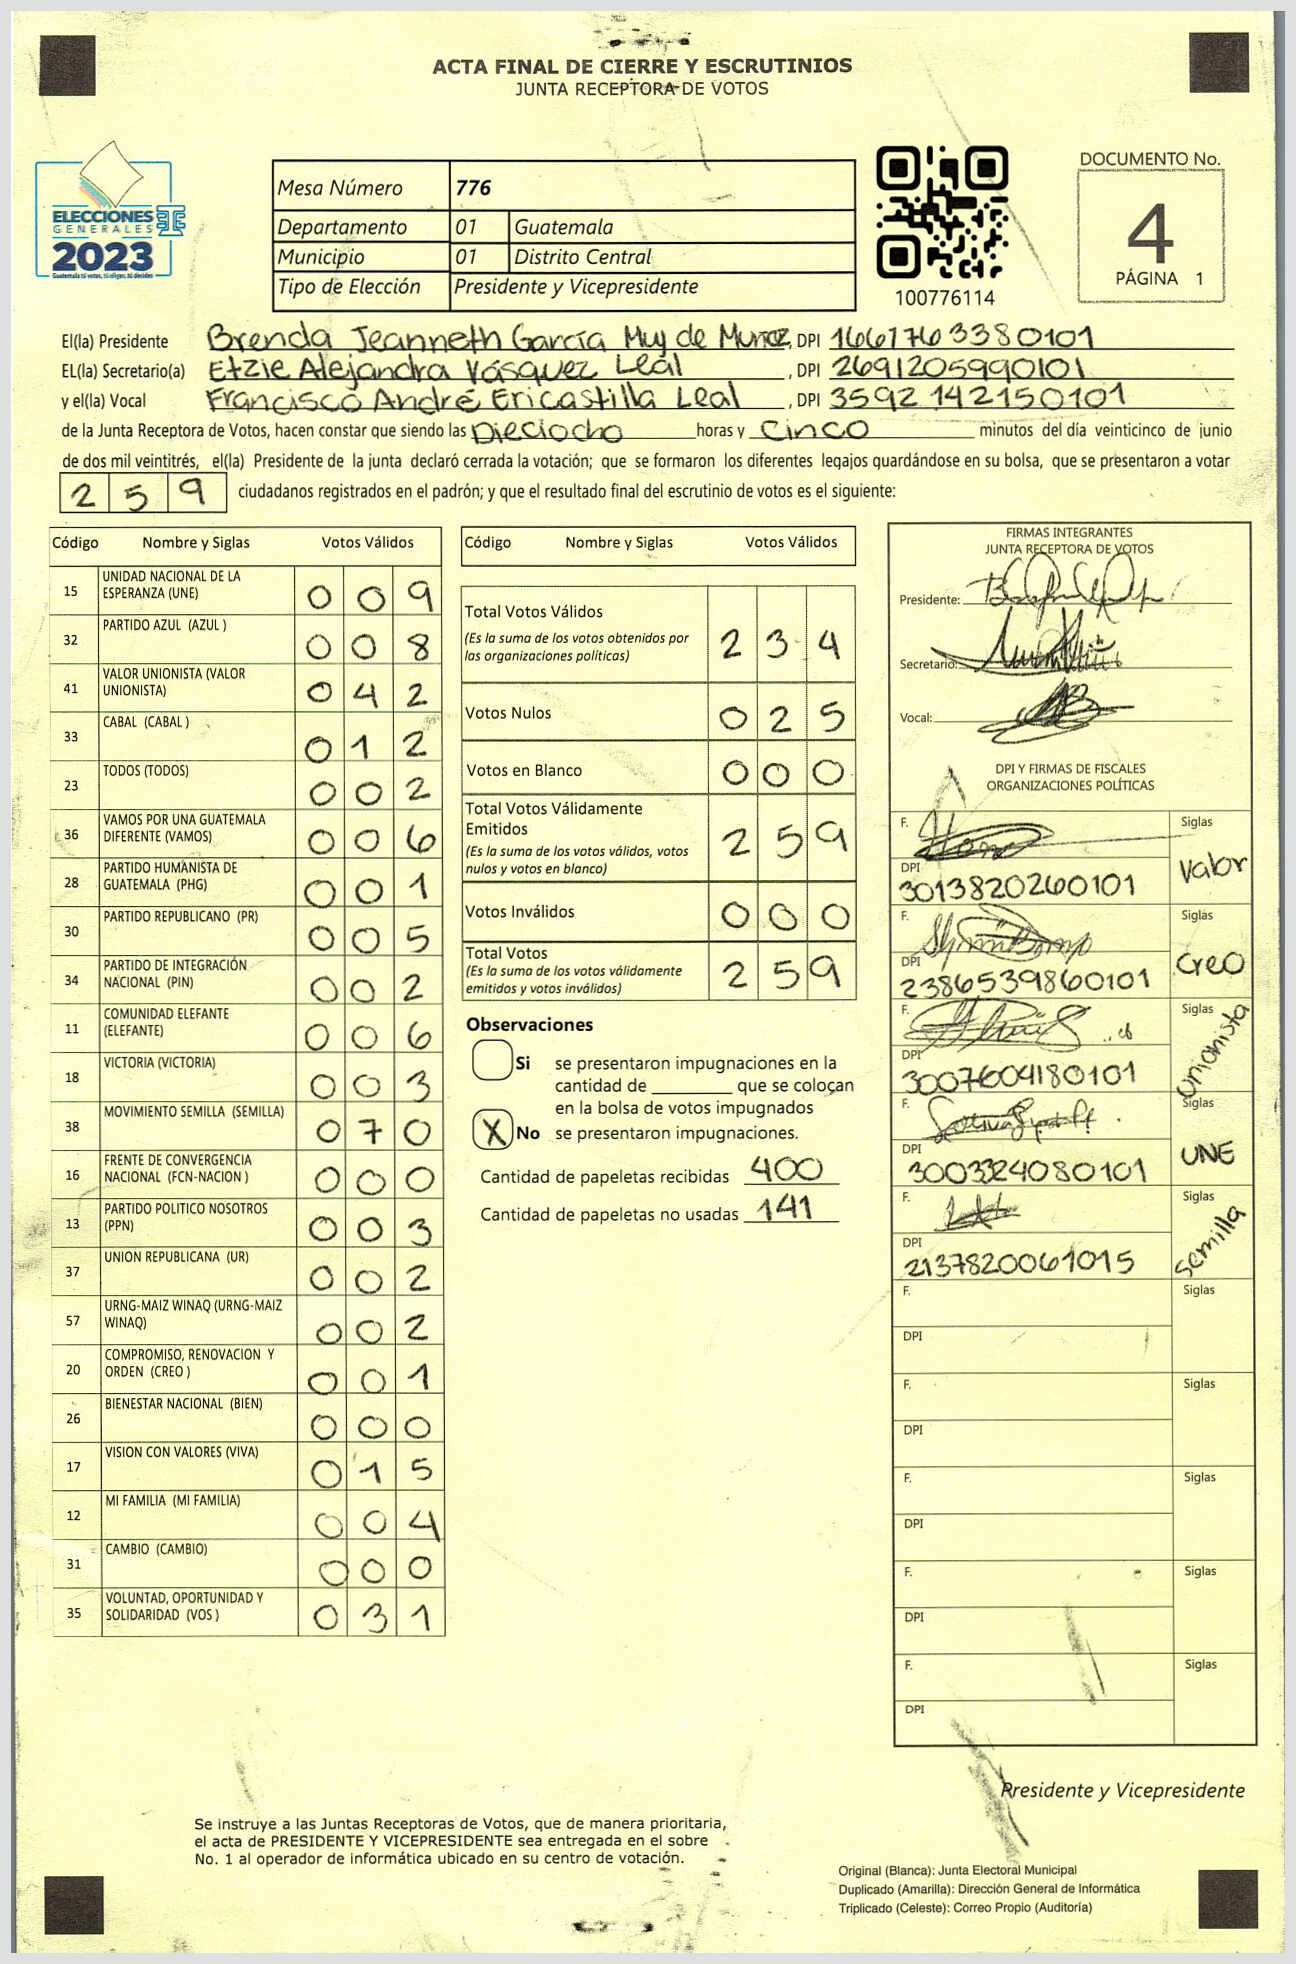 ACTA FINAL DE CIERRE Y ESCRUTINIOS
JUNTA RECEPTORA DE VOTOS
ELECCIONES
GENERALES
2023
Guatemala tú votas, tú eliges, tú decides
Mesa Número 776
Departamento 01 Guatemala
Municipio 01 Distrito Central
Tipo de Elección Presidente y Vicepresidente
100776114
DOCUMENTO No.
4
PÁGINA 1
El(la) Presidente Brenda Jeanneth García Muy de Muñoz, DPI 1661763380101
EL(la) Secretario(a) Etzie Alejandra Vásquez Leal , DPI 2691205990101
y el(la) Vocal Francisco André Ericastilla Leal , DPI 3592142150101
de la Junta Receptora de Votos, hacen constar que siendo las Dieciocho horas y Cinco minutos del día veinticinco de junio
de dos mil veintitrés, el(la) Presidente de la junta declaró cerrada la votación; que se formaron los diferentes legajos guardándose en su bolsa, que se presentaron a votar
2 5 9 ciudadanos registrados en el padrón; y que el resultado final del escrutinio de votos es el siguiente:
Código Nombre y Siglas Votos Válidos
15 UNIDAD NACIONAL DE LA
ESPERANZA (UNE) 0 0 9
32 PARTIDO AZUL (AZUL ) 0 0 8
41 VALOR UNIONISTA (VALOR
UNIONISTA) 0 4 2
33 CABAL (CABAL ) 0 1 2
23 TODOS (TODOS) 0 0 2
36 VAMOS POR UNA GUATEMALA
DIFERENTE (VAMOS) 0 0 6
28 PARTIDO HUMANISTA DE
GUATEMALA (PHG) 0 0 1
30 PARTIDO REPUBLICANO (PR) 0 0 5
34 PARTIDO DE INTEGRACIÓN
NACIONAL (PIN) 0 0 2
11 COMUNIDAD ELEFANTE
(ELEFANTE) 0 0 6
18 VICTORIA (VICTORIA) 0 0 3
38 MOVIMIENTO SEMILLA (SEMILLA) 0 7 0
16 FRENTE DE CONVERGENCIA
NACIONAL (FCN-NACION ) 0 0 0
13 PARTIDO POLITICO NOSOTROS
(PPN) 0 0 3
37 UNION REPUBLICANA (UR) 0 0 2
57 URNG-MAIZ WINAQ (URNG-MAIZ
WINAQ) 0 0 2
20 COMPROMISO, RENOVACION Y
ORDEN (CREO ) 0 0 1
26 BIENESTAR NACIONAL (BIEN) 0 0 0
17 VISION CON VALORES (VIVA) 0 1 5
12 MI FAMILIA (MI FAMILIA) 0 0 4
31 CAMBIO (CAMBIO) 0 0 0
35 VOLUNTAD, OPORTUNIDAD Y
SOLIDARIDAD (VOS ) 0 3 1
Código Nombre y Siglas Votos Válidos
Total Votos Válidos
(Es la suma de los votos obtenidos por
las organizaciones políticas) 2 3 4
Votos Nulos 0 2 5
Votos en Blanco 0 0 0
Total Votos Válidamente
Emitidos
(Es la suma de los votos válidos, votos
nulos y votos en blanco) 2 5 9
Votos Inválidos 0 0 0
Total Votos
(Es la suma de los votos válidamente
emitidos y votos inválidos) 2 5 9
Observaciones
Si se presentaron impugnaciones en la
cantidad de ________ que se colocan
en la bolsa de votos impugnados
X No se presentaron impugnaciones.
Cantidad de papeletas recibidas 400
Cantidad de papeletas no usadas 141
FIRMAS INTEGRANTES
JUNTA RECEPTORA DE VOTOS
Presidente:
Secretario:
Vocal:
DPI Y FIRMAS DE FISCALES
ORGANIZACIONES POLÍTICAS
F. Siglas
DPI Valor
3013820260101
F. Siglas
DPI Creo
2386539860101
F. Siglas
DPI Unionista
3007604180101
F. Siglas
DPI UNE
3003324080101
F. Siglas
DPI Semilla
2137820061015
F. Siglas
DPI
F. Siglas
DPI
F. Siglas
DPI
F. Siglas
DPI
F. Siglas
DPI
Presidente y Vicepresidente
Se instruye a las Juntas Receptoras de Votos, que de manera prioritaria,
el acta de PRESIDENTE Y VICEPRESIDENTE sea entregada en el sobre
No. 1 al operador de informática ubicado en su centro de votación.
Original (Blanca): Junta Electoral Municipal
Duplicado (Amarilla): Dirección General de Informática
Triplicado (Celeste): Correo Propio (Auditoría)